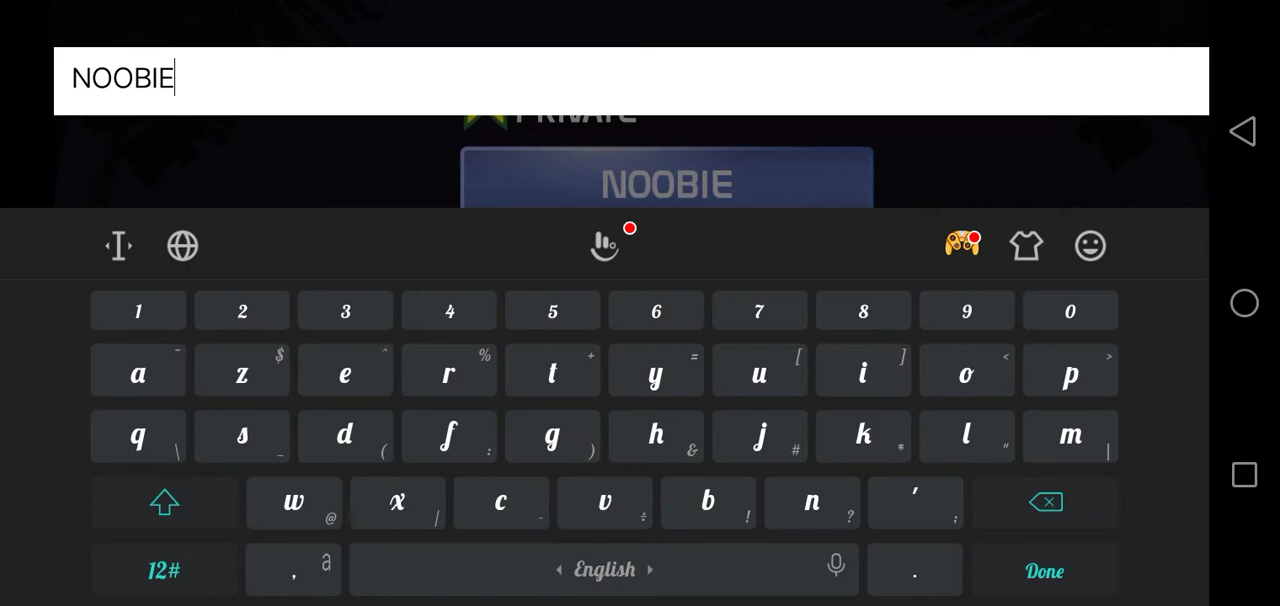 NOOBIE
PRIVATE
NOOBIE
1 2 3 4 5 6 7 8 9 0
a ¯ z $ e ^ r % t + y = u [ i ] o < p >
q \ s _ d ( f : g ) h & j # k * l " m |
w @ x / c - v ÷ b ! n ? ' ;
12# , a English . Done